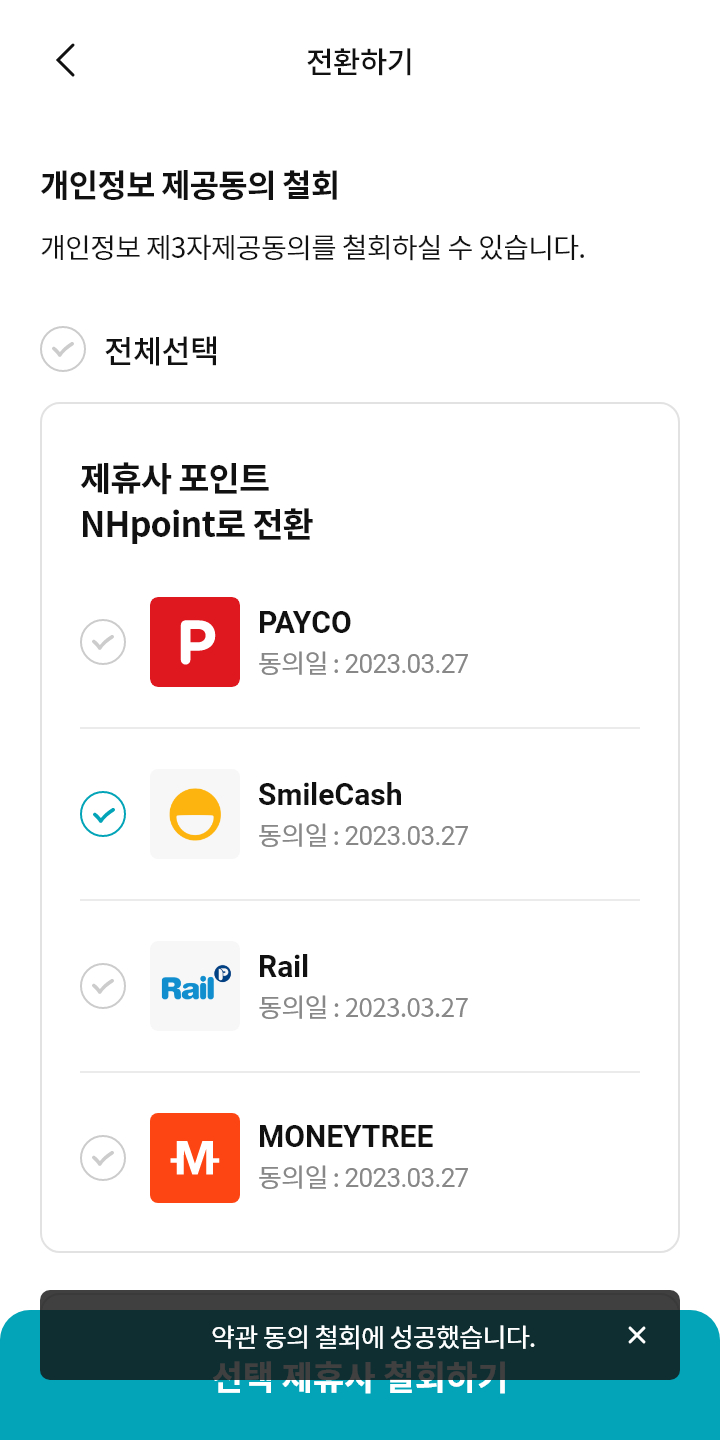 전환하기
개인정보 제공동의 철회
개인정보 제3자제공동의를 철회하실 수 있습니다.
전체선택
제휴사 포인트
NHpoint로 전환
P
PAYCO
동의일 : 2023.03.27
SmileCash
동의일 : 2023.03.27
Rail P
Rail
동의일 : 2023.03.27
M
MONEYTREE
동의일 : 2023.03.27
약관 동의 철회에 성공했습니다.
선택 제휴사 철회하기